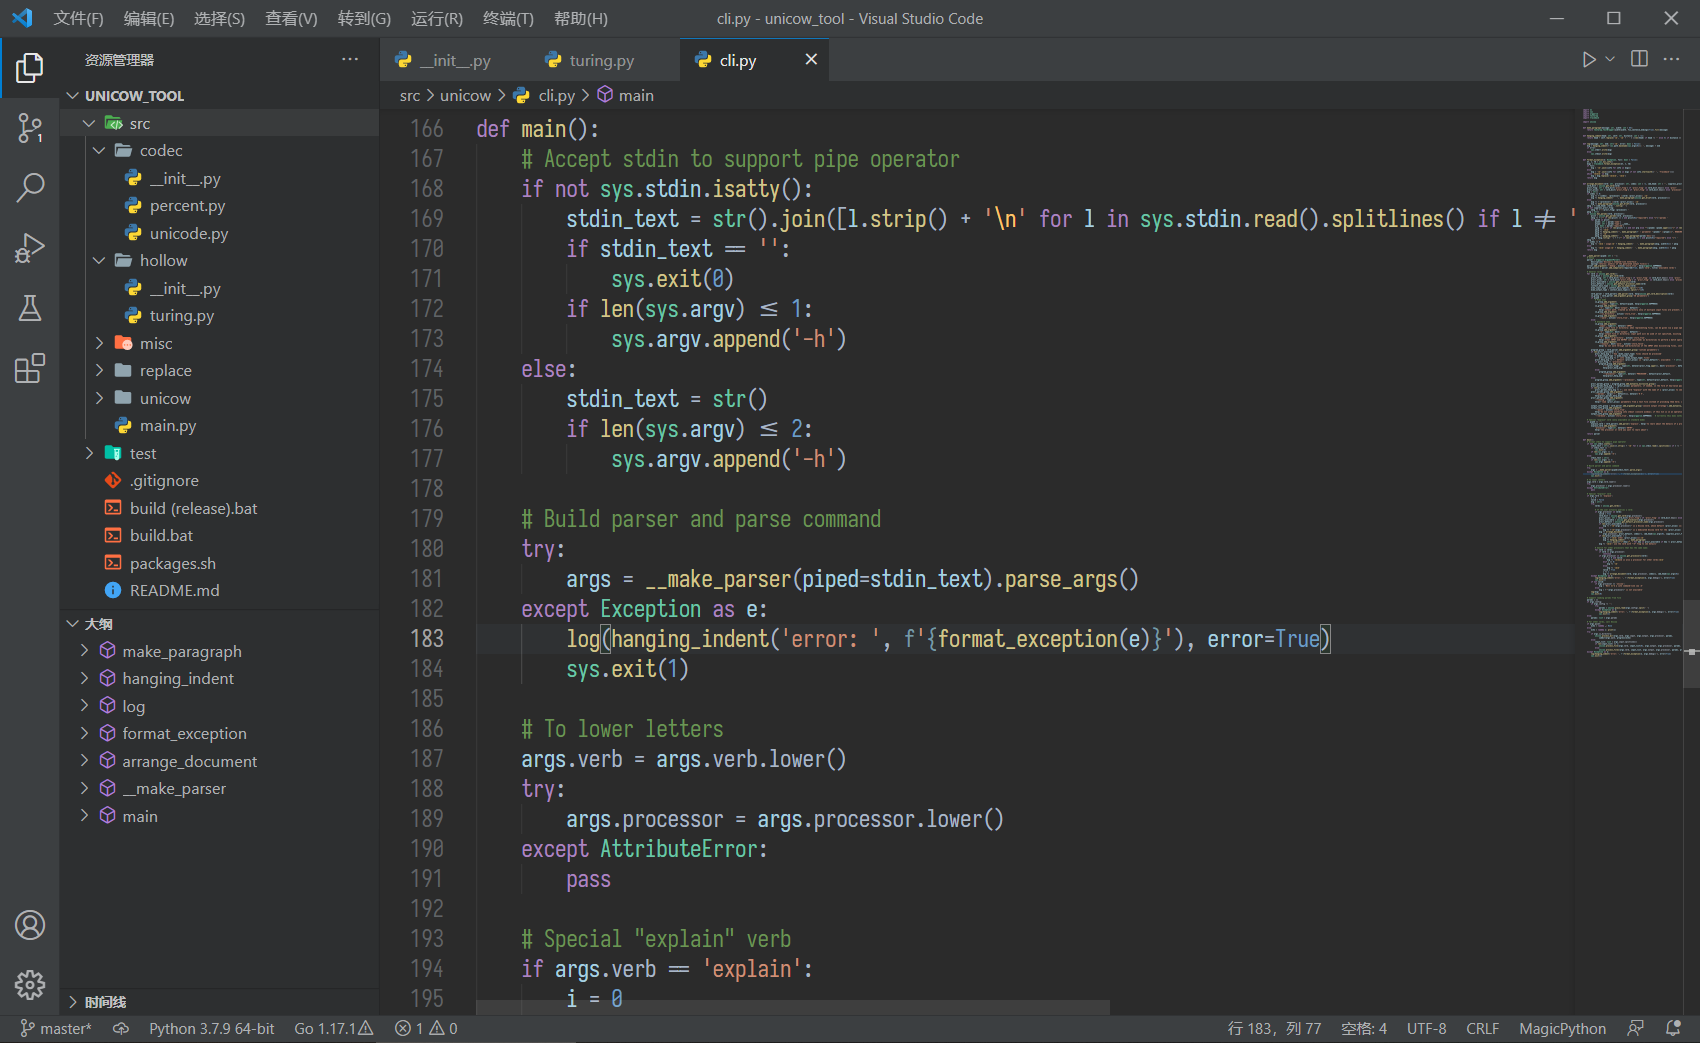 文件(F) 编辑(E) 选择(S) 查看(V) 转到(G) 运行(R) 终端(T) 帮助(H) cli.py - unicow_tool - Visual Studio Code
资源管理器
UNICOW_TOOL
src
codec
__init__.py
percent.py
unicode.py
hollow
__init__.py
turing.py
misc
replace
unicow
main.py
test
.gitignore
build (release).bat
build.bat
packages.sh
README.md
大纲
make_paragraph
hanging_indent
log
format_exception
arrange_document
__make_parser
main
时间线
__init__.py turing.py cli.py
src > unicow > cli.py > main
166 def main():
167 # Accept stdin to support pipe operator
168 if not sys.stdin.isatty():
169 stdin_text = str().join([l.strip() + '\n' for l in sys.stdin.read().splitlines() if l ≠ '
170 if stdin_text == '':
171 sys.exit(0)
172 if len(sys.argv) ≤ 1:
173 sys.argv.append('-h')
174 else:
175 stdin_text = str()
176 if len(sys.argv) ≤ 2:
177 sys.argv.append('-h')
178
179 # Build parser and parse command
180 try:
181 args = __make_parser(piped=stdin_text).parse_args()
182 except Exception as e:
183 log(hanging_indent('error: ', f'{format_exception(e)}'), error=True)
184 sys.exit(1)
185
186 # To lower letters
187 args.verb = args.verb.lower()
188 try:
189 args.processor = args.processor.lower()
190 except AttributeError:
191 pass
192
193 # Special "explain" verb
194 if args.verb == 'explain':
195 i = 0
master* Python 3.7.9 64-bit Go 1.17.1 1 0 行 183，列 77 空格: 4 UTF-8 CRLF MagicPython